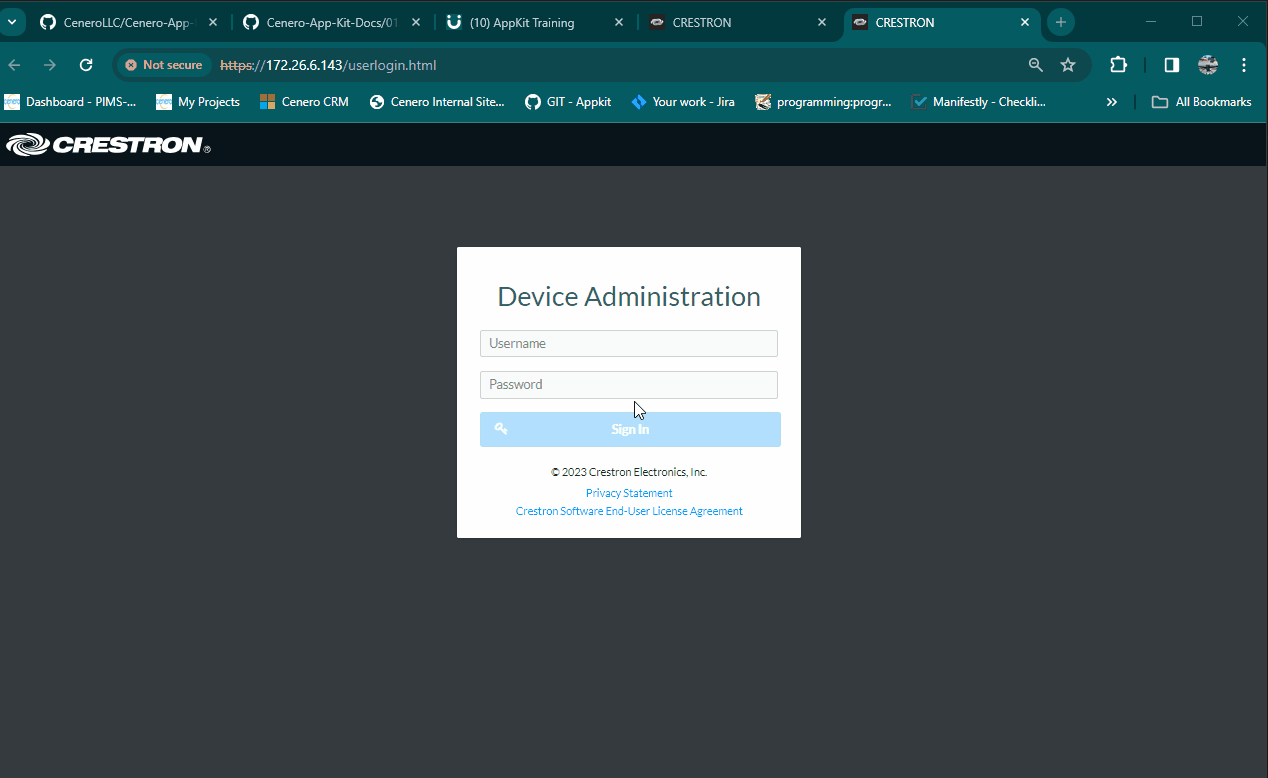 CeneroLLC/Cenero-App-
Cenero-App-Kit-Docs/01
(10) AppKit Training
CRESTRON
CRESTRON
Not secure
https://172.26.6.143/userlogin.html
Dashboard - PIMS-...
My Projects
Cenero CRM
Cenero Internal Site...
GIT - Appkit
Your work - Jira
programming:progr...
Manifestly - Checkli...
All Bookmarks
CRESTRON®
Device Administration
Username
Password
Sign In
© 2023 Crestron Electronics, Inc.
Privacy Statement
Crestron Software End-User License Agreement